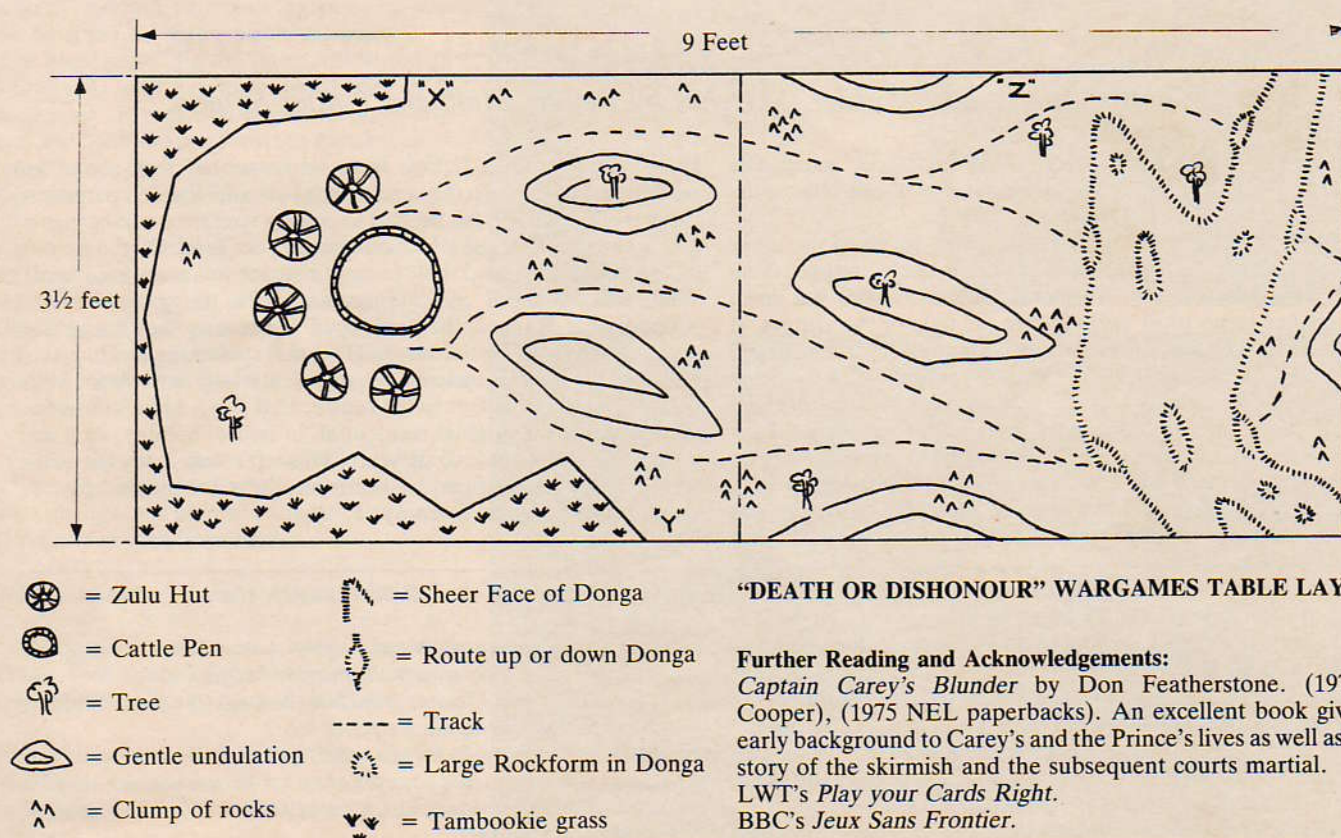 9 Feet
"X"
"Z"
3½ feet
"Y"
= Zulu Hut
= Cattle Pen
= Tree
= Gentle undulation
= Clump of rocks
= Sheer Face of Donga
= Route up or down Donga
= Track
= Large Rockform in Donga
= Tambookie grass
"DEATH OR DISHONOUR" WARGAMES TABLE LAY
Further Reading and Acknowledgements:
Captain Carey's Blunder by Don Featherstone. (197
Cooper), (1975 NEL paperbacks). An excellent book giv
early background to Carey's and the Prince's lives as well as
story of the skirmish and the subsequent courts martial.
LWT's Play your Cards Right.
BBC's Jeux Sans Frontier.